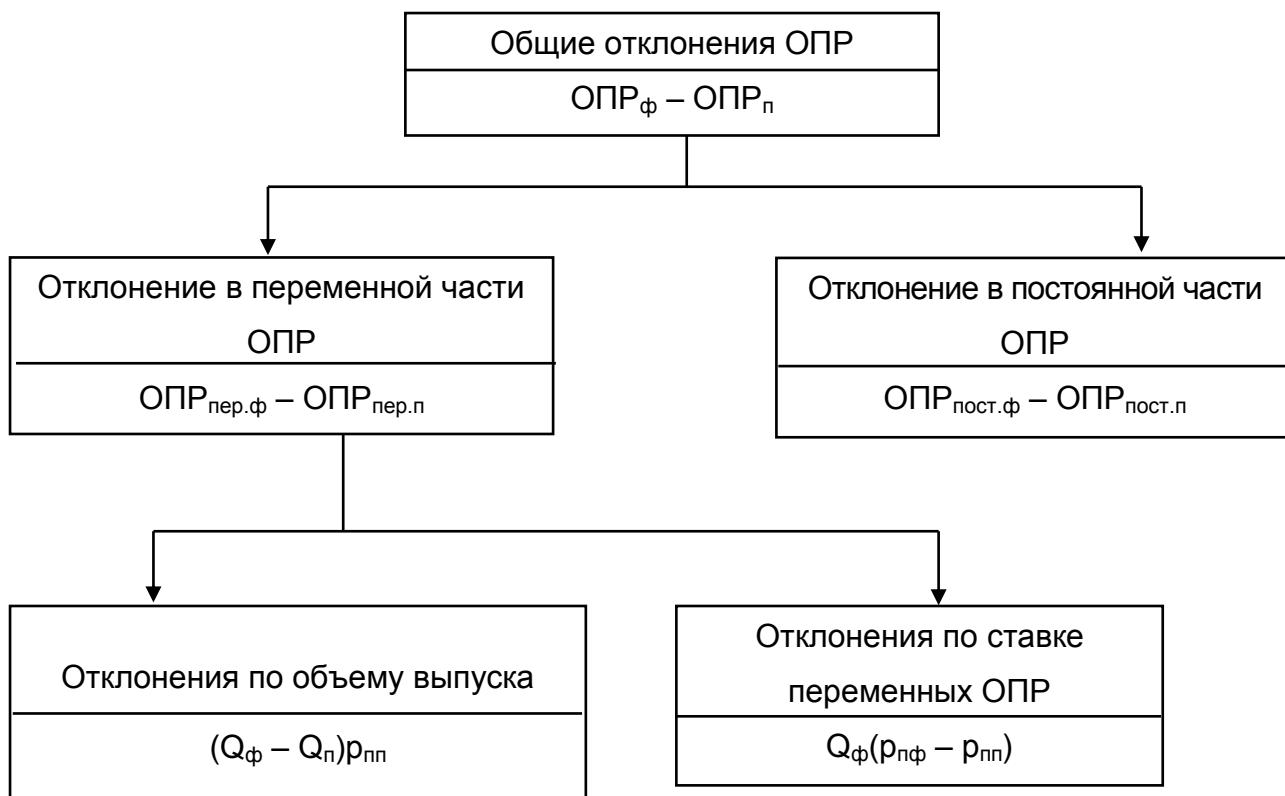 Общие отклонения ОПР
ОПРф – ОПРп
Отклонение в переменной части
ОПР
ОПРпер.ф – ОПРпер.п
Отклонение в постоянной части
ОПР
ОПРпост.ф – ОПРпост.п
Отклонения по объему выпуска
(Qф – Qп)pпп
Отклонения по ставке
переменных ОПР
Qф(pпф – pпп)